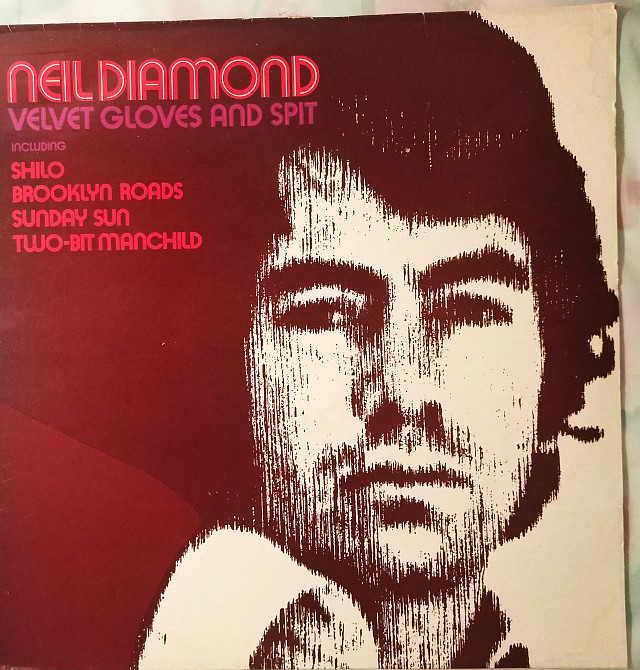 NEIL DIAMOND
VELVET GLOVES AND SPIT
INCLUDING
SHILO
BROOKLYN ROADS
SUNDAY SUN
TWO-BIT MANCHILD